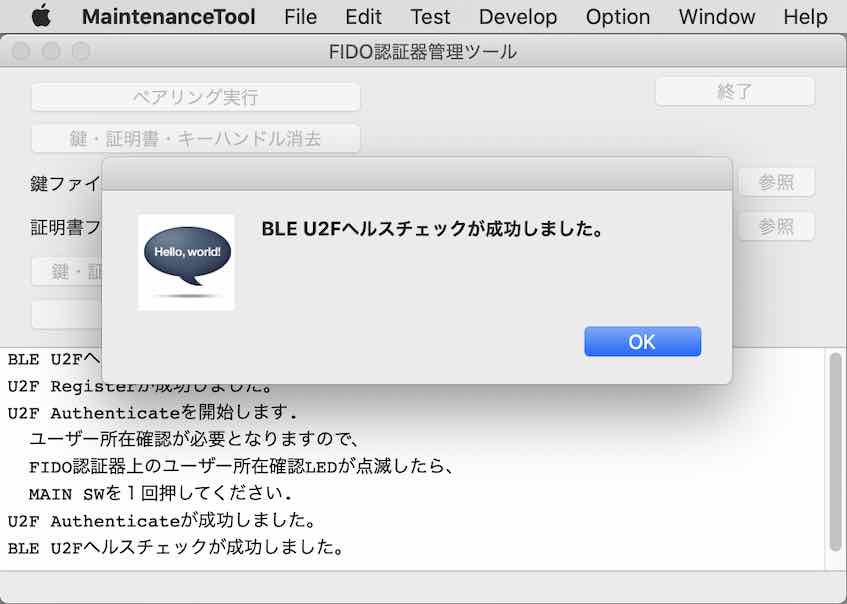 MaintenanceTool File Edit Test Develop Option Window Help
FIDO認証器管理ツール
ペアリング実行
終了
鍵・証明書・キーハンドル消去
鍵ファイ
参照
証明書フ
参照
鍵・証
BLE U2Fヘルスチェックが成功しました。
Hello, world!
OK
BLE U2Fヘ
U2F Registerが成功しました。
U2F Authenticateを開始します.
ユーザー所在確認が必要となりますので、
FIDO認証器上のユーザー所在確認LEDが点滅したら、
MAIN SWを１回押してください.
U2F Authenticateが成功しました。
BLE U2Fヘルスチェックが成功しました。